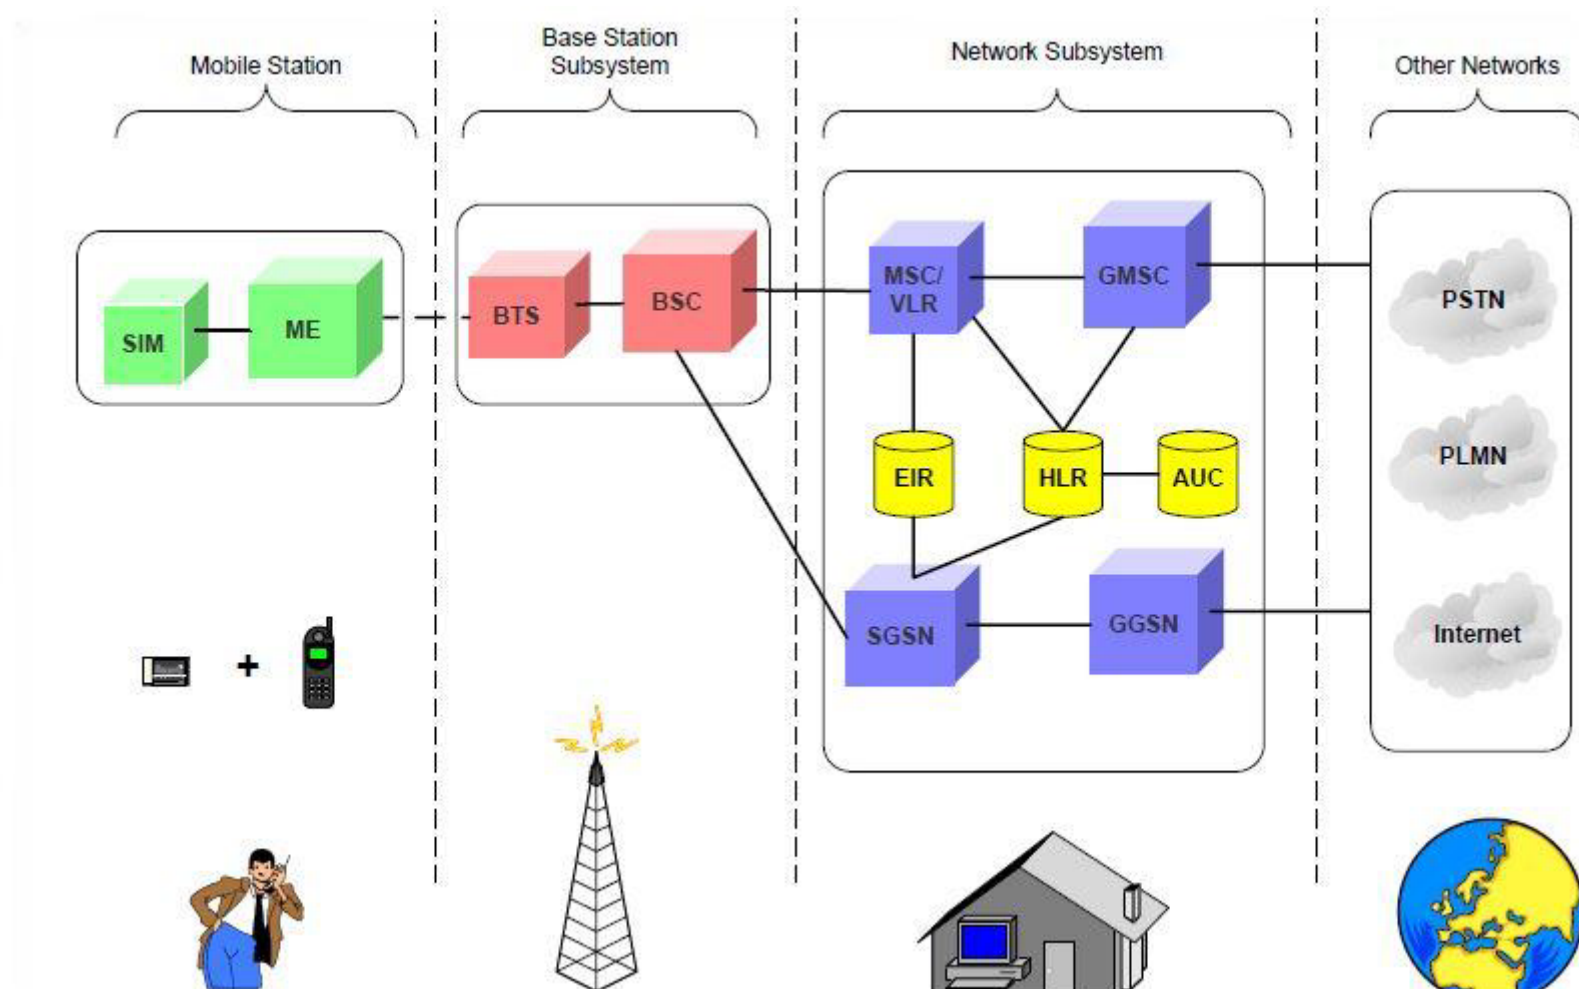 Mobile Station
Base Station
Subsystem
Network Subsystem
Other Networks
SIM
ME
BTS
BSC
MSC/
VLR
GMSC
PSTN
EIR
HLR
AUC
PLMN
SGSN
GGSN
Internet
+